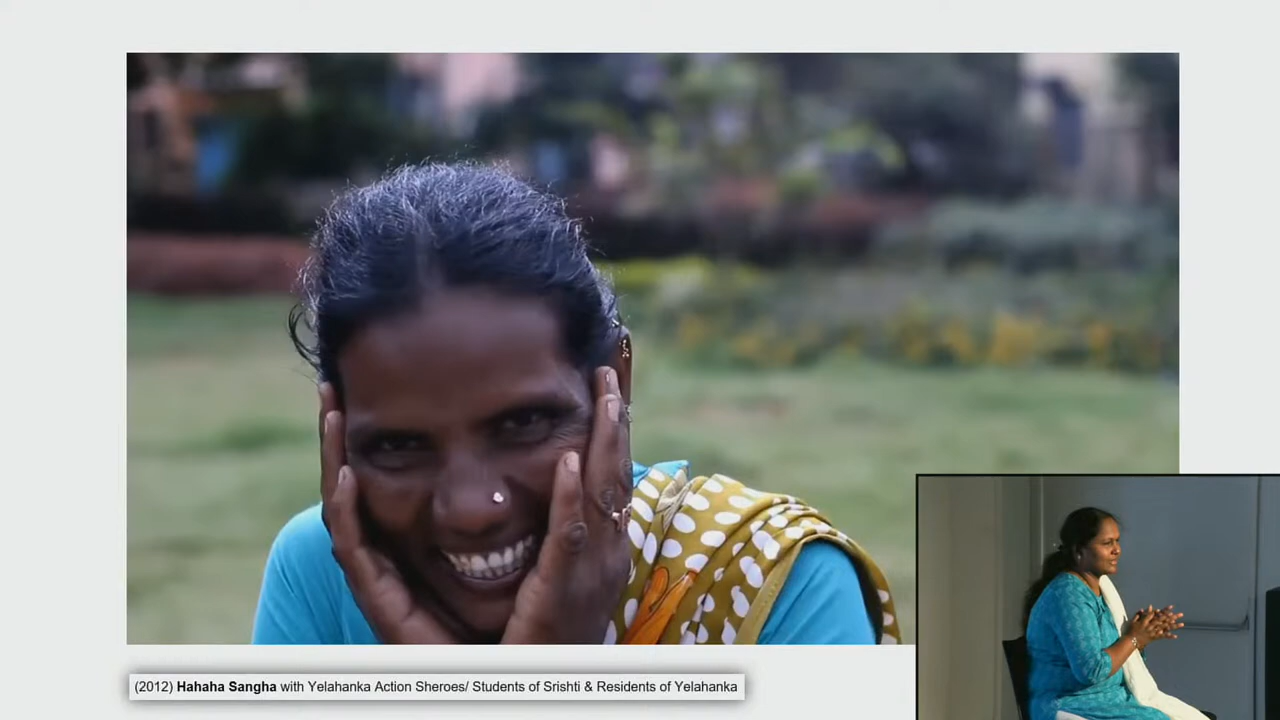 (2012) Hahaha Sangha with Yelahanka Action Sheroes/ Students of Srishti & Residents of Yelahanka